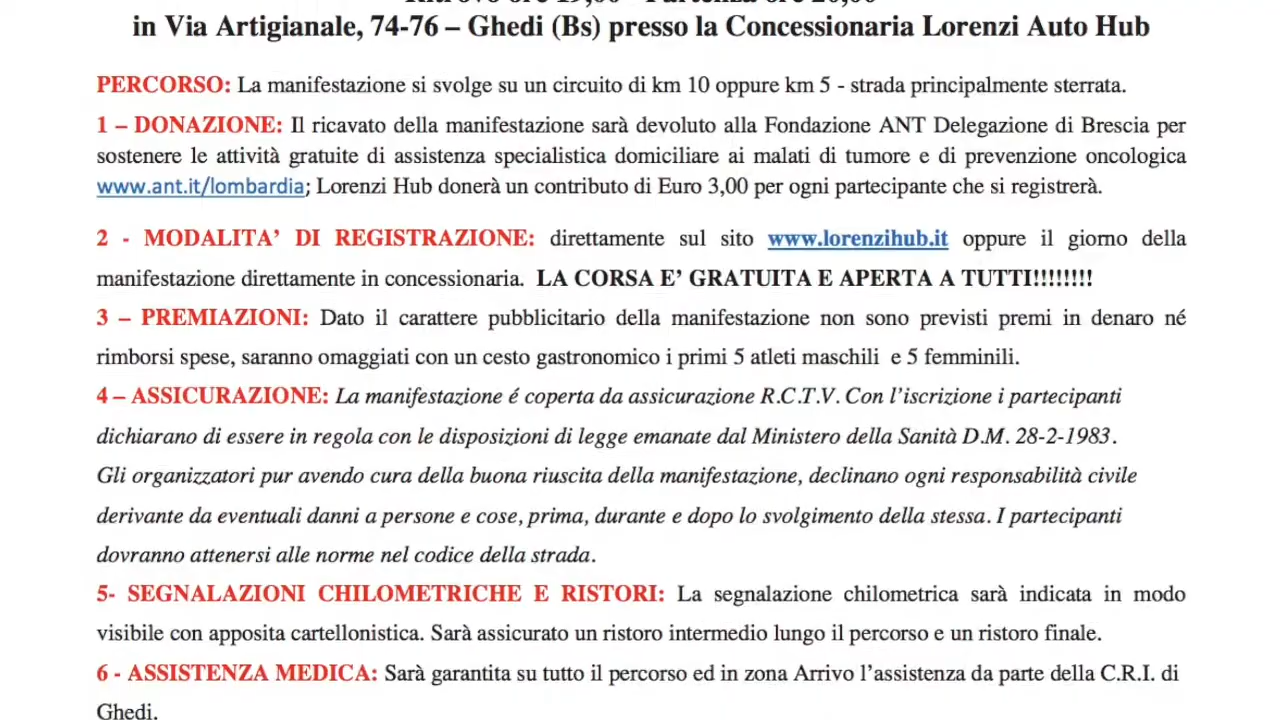 Ritrovo ore 19,00 - Partenza ore 20,00
in Via Artigianale, 74-76 – Ghedi (Bs) presso la Concessionaria Lorenzi Auto Hub
PERCORSO: La manifestazione si svolge su un circuito di km 10 oppure km 5 - strada principalmente sterrata.
1 – DONAZIONE: Il ricavato della manifestazione sarà devoluto alla Fondazione ANT Delegazione di Brescia per
sostenere le attività gratuite di assistenza specialistica domiciliare ai malati di tumore e di prevenzione oncologica
www.ant.it/lombardia; Lorenzi Hub donerà un contributo di Euro 3,00 per ogni partecipante che si registrerà.
2 - MODALITA’ DI REGISTRAZIONE: direttamente sul sito www.lorenzihub.it oppure il giorno della
manifestazione direttamente in concessionaria. LA CORSA E’ GRATUITA E APERTA A TUTTI!!!!!!!!
3 – PREMIAZIONI: Dato il carattere pubblicitario della manifestazione non sono previsti premi in denaro né
rimborsi spese, saranno omaggiati con un cesto gastronomico i primi 5 atleti maschili e 5 femminili.
4 – ASSICURAZIONE: La manifestazione é coperta da assicurazione R.C.T.V. Con l’iscrizione i partecipanti
dichiarano di essere in regola con le disposizioni di legge emanate dal Ministero della Sanità D.M. 28-2-1983.
Gli organizzatori pur avendo cura della buona riuscita della manifestazione, declinano ogni responsabilità civile
derivante da eventuali danni a persone e cose, prima, durante e dopo lo svolgimento della stessa. I partecipanti
dovranno attenersi alle norme nel codice della strada.
5- SEGNALAZIONI CHILOMETRICHE E RISTORI: La segnalazione chilometrica sarà indicata in modo
visibile con apposita cartellonistica. Sarà assicurato un ristoro intermedio lungo il percorso e un ristoro finale.
6 - ASSISTENZA MEDICA: Sarà garantita su tutto il percorso ed in zona Arrivo l’assistenza da parte della C.R.I. di
Ghedi.